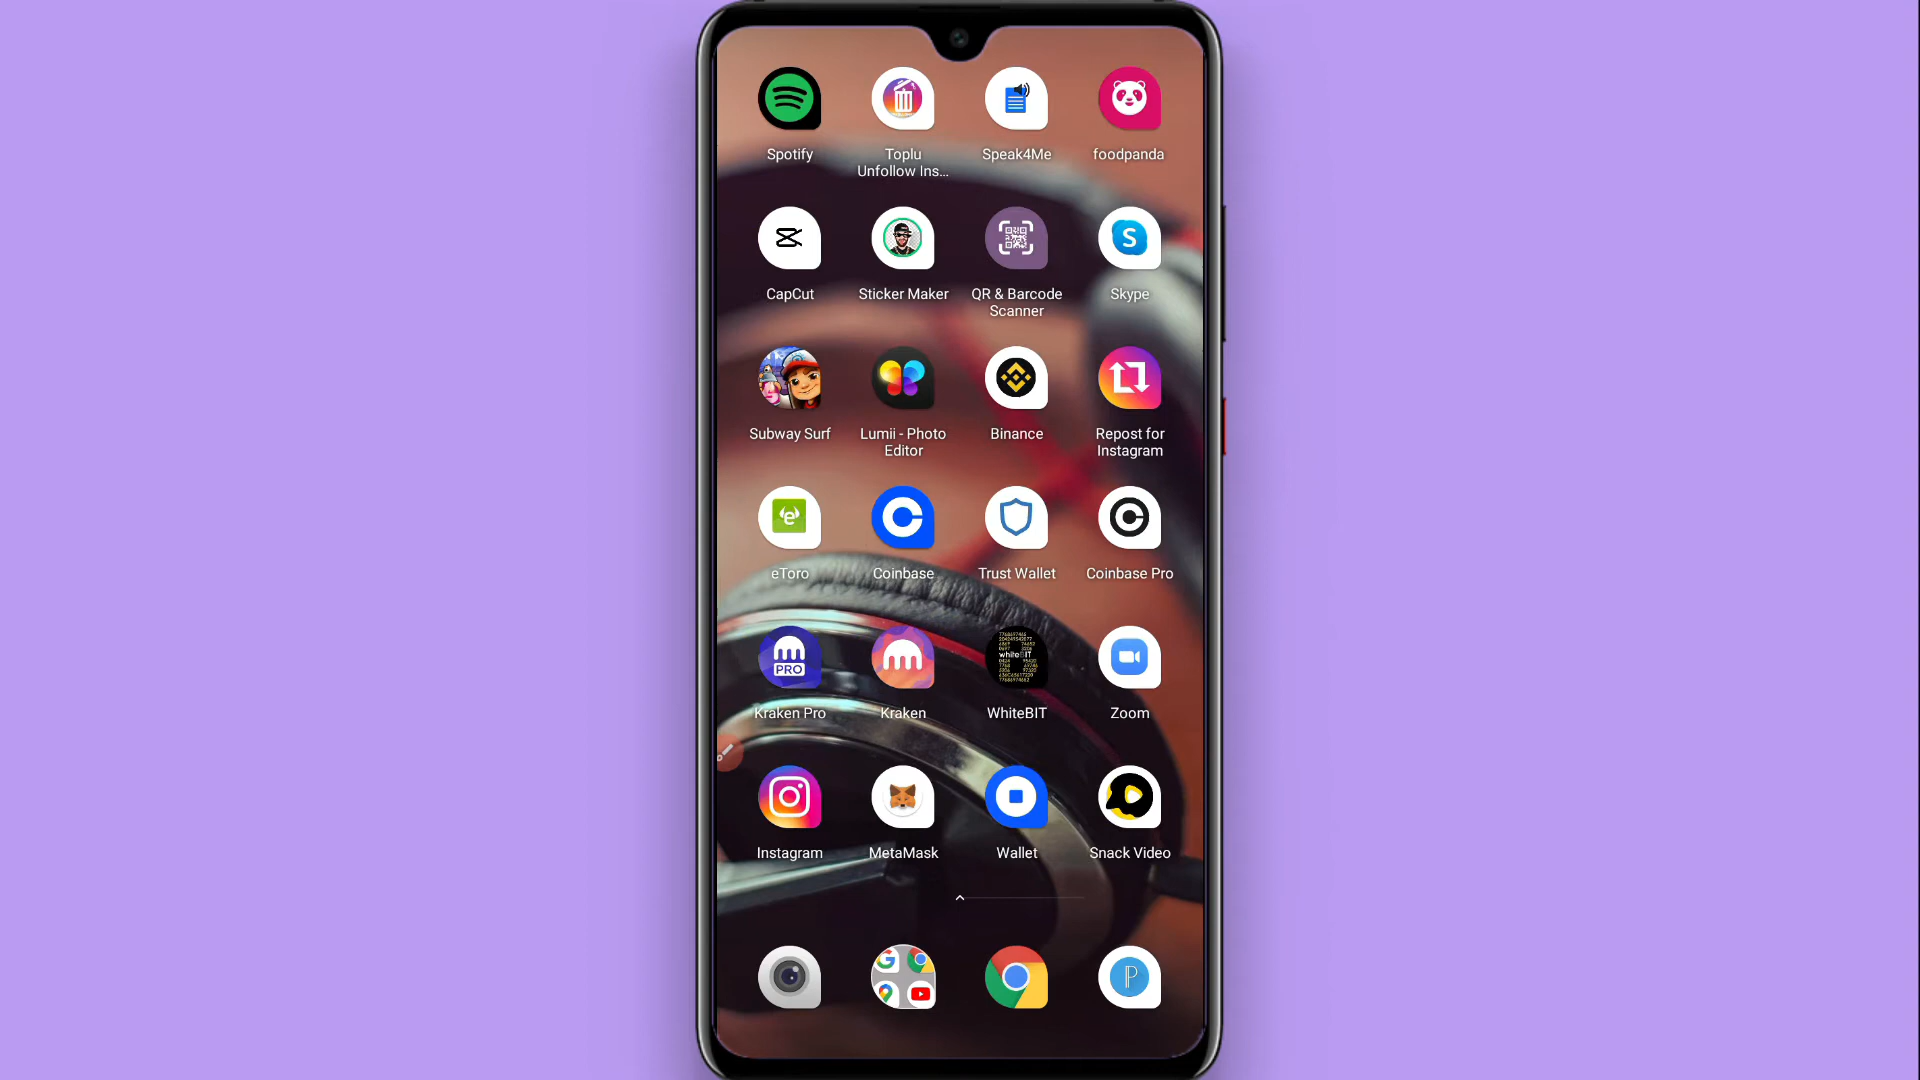 Spotify
Toplu
Unfollow Ins...
Speak4Me
foodpanda
CapCut
Sticker Maker
QR & Barcode
Scanner
Skype
Subway Surf
Lumii - Photo
Editor
Binance
Repost for
Instagram
eToro
Coinbase
Trust Wallet
Coinbase Pro
PRO
whiteBIT
Kraken Pro
Kraken
WhiteBIT
Zoom
Instagram
MetaMask
Wallet
Snack Video